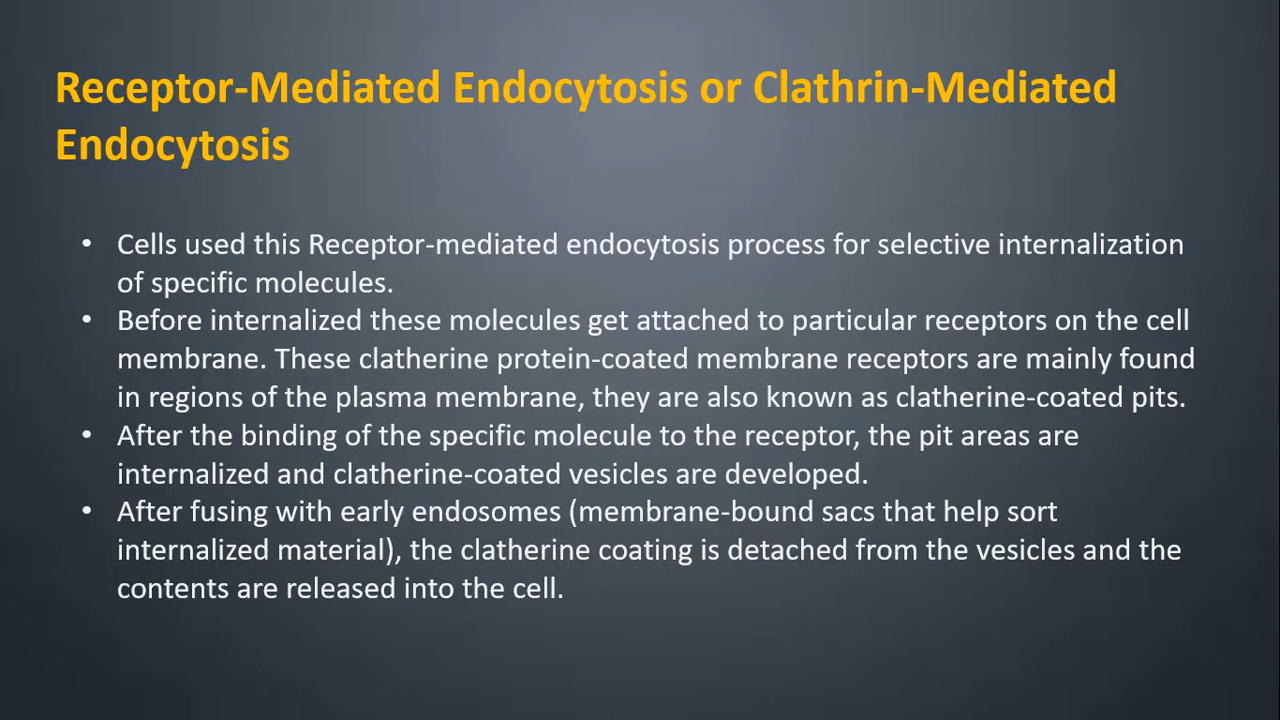 Receptor-Mediated Endocytosis or Clathrin-Mediated
Endocytosis
• Cells used this Receptor-mediated endocytosis process for selective internalization
of specific molecules.
• Before internalized these molecules get attached to particular receptors on the cell
membrane. These clatherine protein-coated membrane receptors are mainly found
in regions of the plasma membrane, they are also known as clatherine-coated pits.
• After the binding of the specific molecule to the receptor, the pit areas are
internalized and clatherine-coated vesicles are developed.
• After fusing with early endosomes (membrane-bound sacs that help sort
internalized material), the clatherine coating is detached from the vesicles and the
contents are released into the cell.